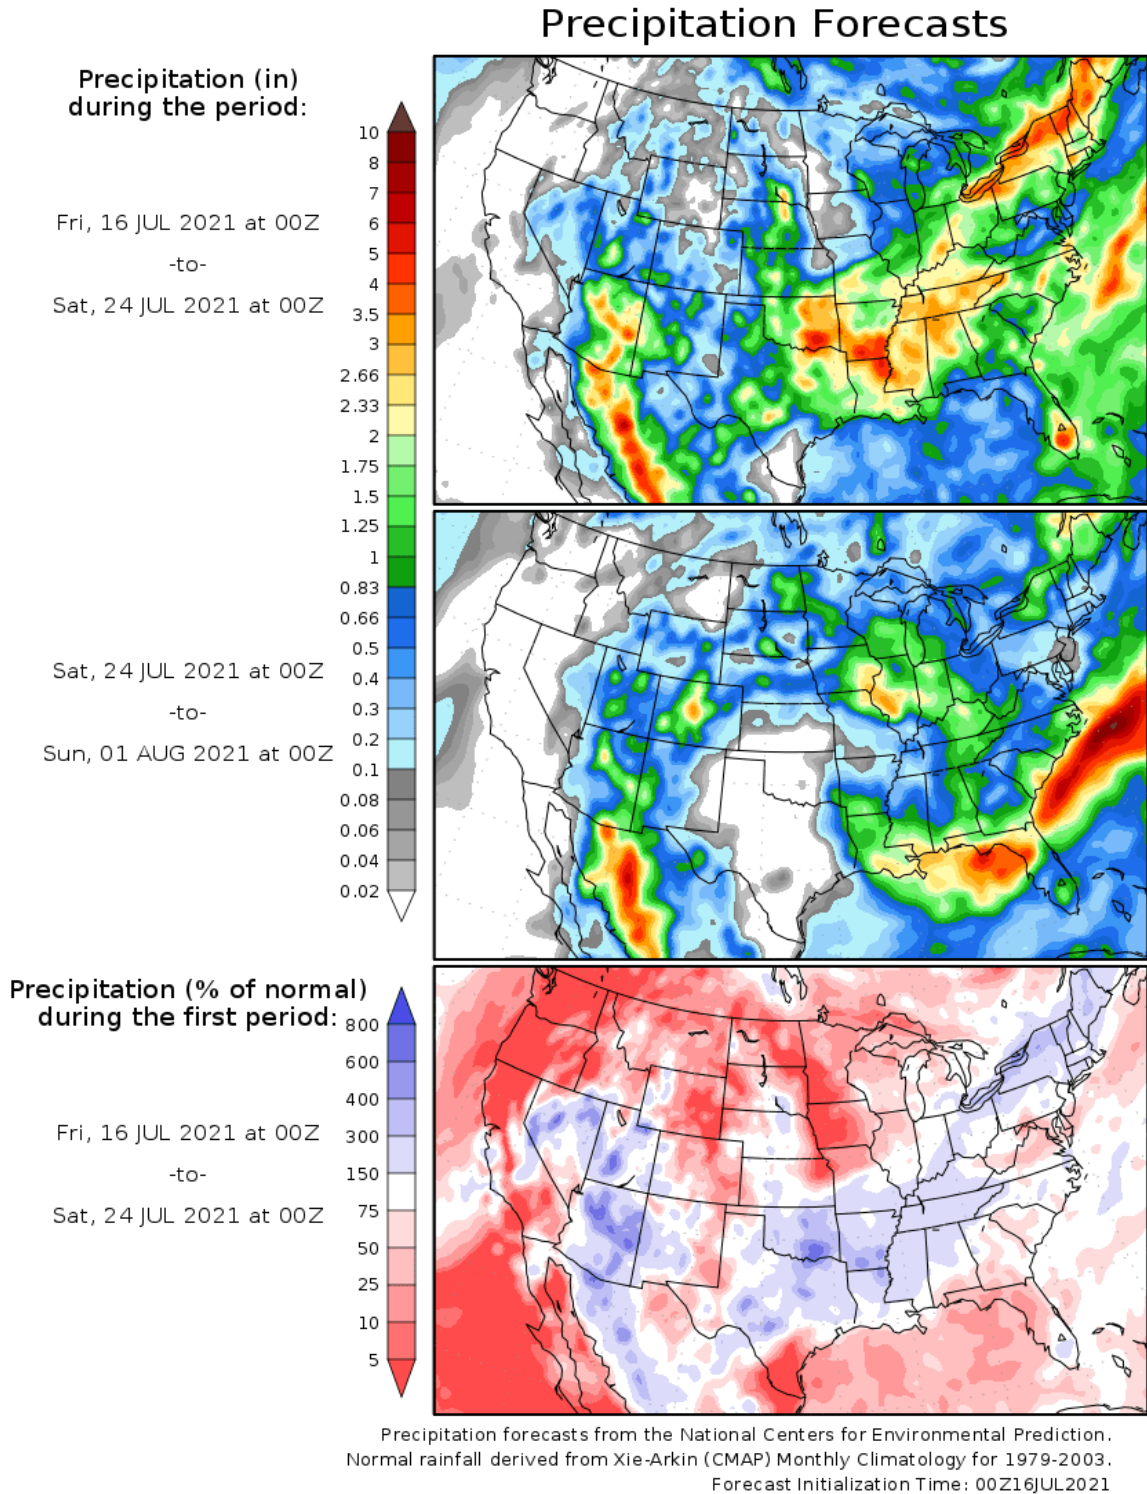 Precipitation Forecasts
Precipitation (in)
during the period:
10
8
7
6
5
4
3.5
3
2.66
2.33
2
1.75
1.5
1.25
1
0.83
0.66
0.5
0.4
0.3
0.2
0.1
0.08
0.06
0.04
0.02
Fri, 16 JUL 2021 at 00Z
-to-
Sat, 24 JUL 2021 at 00Z
Sat, 24 JUL 2021 at 00Z
-to-
Sun, 01 AUG 2021 at 00Z
Precipitation (% of normal)
during the first period:
800
600
400
300
150
75
50
25
10
5
Fri, 16 JUL 2021 at 00Z
-to-
Sat, 24 JUL 2021 at 00Z
Precipitation forecasts from the National Centers for Environmental Prediction.
Normal rainfall derived from Xie-Arkin (CMAP) Monthly Climatology for 1979-2003.
Forecast Initialization Time: 00Z16JUL2021